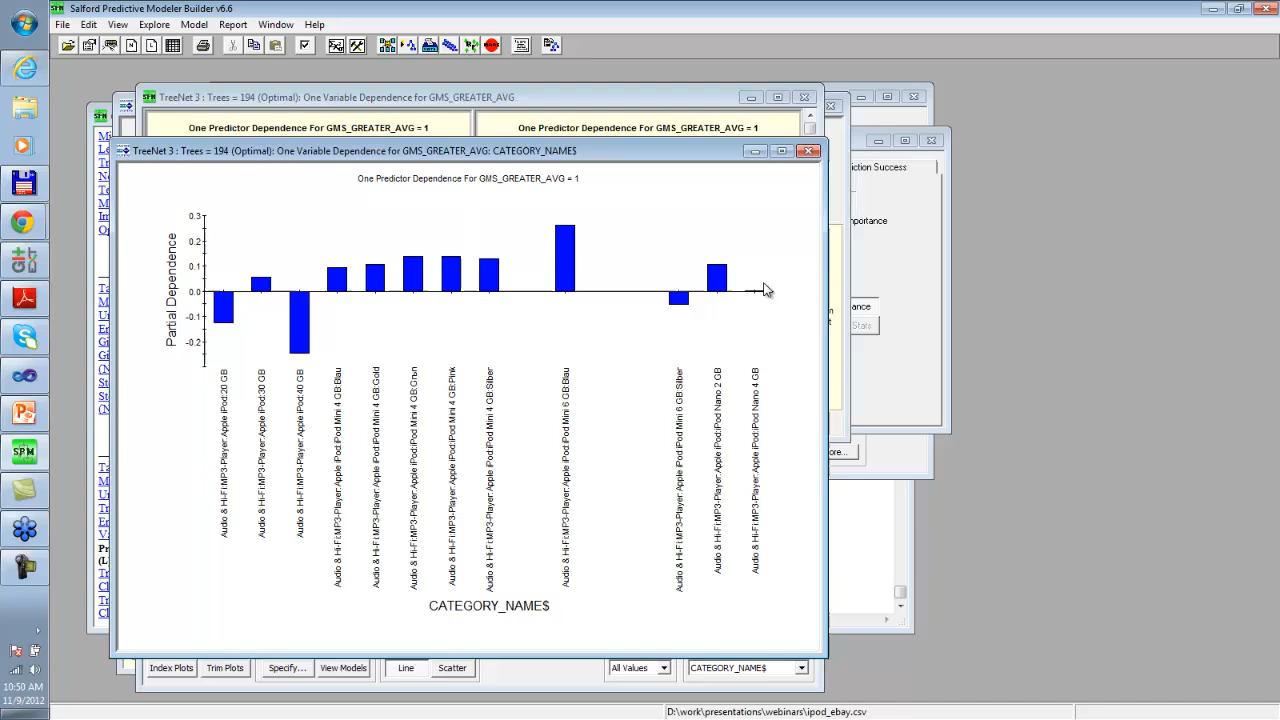 Salford Predictive Modeler Builder v6.6
File Edit View Explore Model Report Window Help
TreeNet 3 : Trees = 194 (Optimal): One Variable Dependence for GMS_GREATER_AVG
One Predictor Dependence For GMS_GREATER_AVG = 1
One Predictor Dependence For GMS_GREATER_AVG = 1
TreeNet 3 : Trees = 194 (Optimal): One Variable Dependence for GMS_GREATER_AVG: CATEGORY_NAME$
One Predictor Dependence For GMS_GREATER_AVG = 1
Partial Dependence
0.3
0.2
0.1
0.0
-0.1
-0.2
Audio & Hi-Fi:MP3-Player:Apple iPod:20 GB
Audio & Hi-Fi:MP3-Player:Apple iPod:30 GB
Audio & Hi-Fi:MP3-Player:Apple iPod:40 GB
Audio & Hi-Fi:MP3-Player:Apple iPod:iPod Mini 4 GB:Blau
Audio & Hi-Fi:MP3-Player:Apple iPod:iPod Mini 4 GB:Gold
Audio & Hi-Fi:MP3-Player:Apple iPod:iPod Mini 4 GB:Grün
Audio & Hi-Fi:MP3-Player:Apple iPod:iPod Mini 4 GB:Pink
Audio & Hi-Fi:MP3-Player:Apple iPod:iPod Mini 4 GB:Silber
Audio & Hi-Fi:MP3-Player:Apple iPod:iPod Mini 6 GB:Blau
Audio & Hi-Fi:MP3-Player:Apple iPod:iPod Mini 6 GB:Silber
Audio & Hi-Fi:MP3-Player:Apple iPod:iPod Nano 2 GB
Audio & Hi-Fi:MP3-Player:Apple iPod:iPod Nano 4 GB
CATEGORY_NAME$
ction Success
mportance
ance
Stats
ore...
Index Plots Trim Plots Specify... View Models Line Scatter All Values CATEGORY_NAME$
D:\work\presentations\webinars\ipod_ebay.csv
10:50 AM
11/9/2012